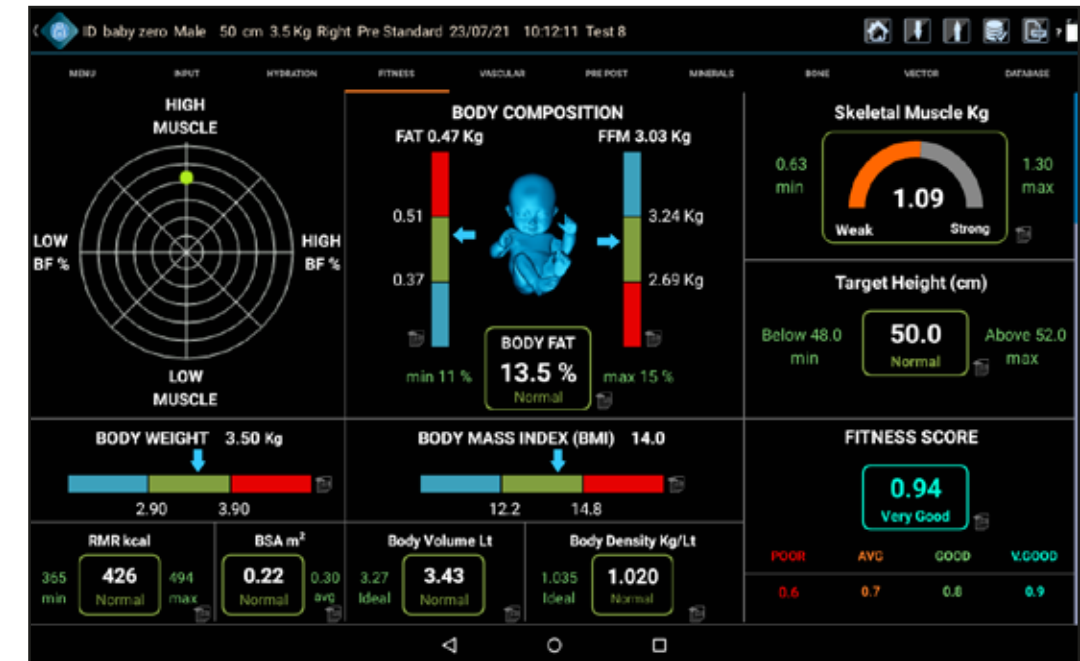 ID baby zero Male 50 cm 3.5 Kg Right Pre Standard 23/07/21 10:12:11 Test 8
MENU INPUT HYDRATION FITNESS VASCULAR PRE POST MINERALS BONE VECTOR DATABASE
HIGH
MUSCLE
LOW
BF %
HIGH
BF %
LOW
MUSCLE
BODY COMPOSITION
FAT 0.47 Kg FFM 3.03 Kg
0.51 3.24 Kg
0.37 2.69 Kg
BODY FAT
min 11 % 13.5 % max 15 %
Normal
Skeletal Muscle Kg
0.63
min
1.09
Weak Strong
1.30
max
Target Height (cm)
Below 48.0
min
50.0
Normal
Above 52.0
max
BODY WEIGHT 3.50 Kg
2.90 3.90
BODY MASS INDEX (BMI) 14.0
12.2 14.8
FITNESS SCORE
0.94
Very Good
POOR AVG GOOD V.GOOD
0.6 0.7 0.8 0.9
RMR kcal
365
min
426
Normal
494
max
BSA m²
0.22
Normal
0.30
avg
Body Volume Lt
3.27
Ideal
3.43
Normal
Body Density Kg/Lt
1.035
Ideal
1.020
Normal